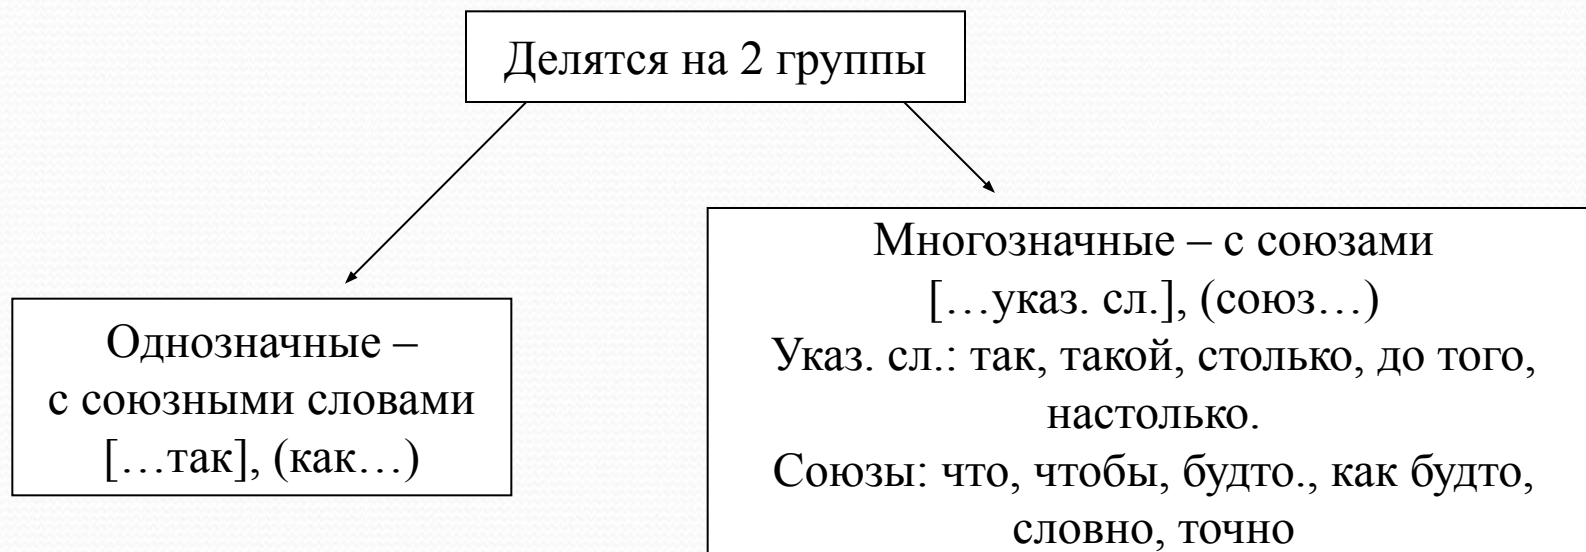 Делятся на 2 группы
Однозначные –
с союзными словами
[…так], (как…)
Многозначные – с союзами
[…указ. сл.], (союз…)
Указ. сл.: так, такой, столько, до того,
настолько.
Союзы: что, чтобы, будто., как будто,
словно, точно